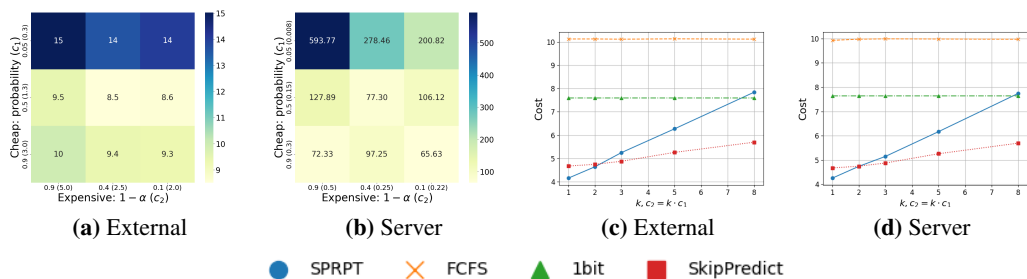 Cheap: probability (c₁)
0.05 (0.3)
0.5 (1.3)
0.9 (3.0)
15 14 14
9.5 8.5 8.6
10 9.4 9.3
0.9 (5.0) 0.4 (2.5) 0.1 (2.0)
Expensive: 1 − α (c₂)
15
14
13
12
11
10
9
(a) External
Cheap: probability (c₁)
0.05 (0.008)
0.5 (0.15)
0.9 (0.3)
593.77 278.46 200.82
127.89 77.30 106.12
72.33 97.25 65.63
0.9 (0.5) 0.4 (0.25) 0.1 (0.22)
Expensive: 1 − α (c₂)
500
400
300
200
100
(b) Server
Cost
10
9
8
7
6
5
4
1 2 3 4 5 6 7 8
k, c₂ = k · c₁
(c) External
Cost
10
9
8
7
6
5
4
1 2 3 4 5 6 7 8
k, c₂ = k · c₁
(d) Server
SPRPT FCFS 1bit SkipPredict